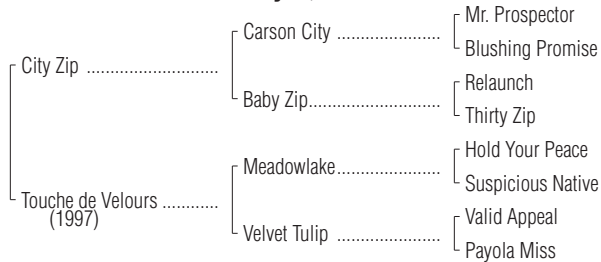 Mr. Prospector
Carson City ..................
Blushing Promise
City Zip .......................
Relaunch
Baby Zip.......................
Thirty Zip
Hold Your Peace
Meadowlake..................
Suspicious Native
Touche de Velours ..........
(1997)
Valid Appeal
Velvet Tulip ..................
Payola Miss